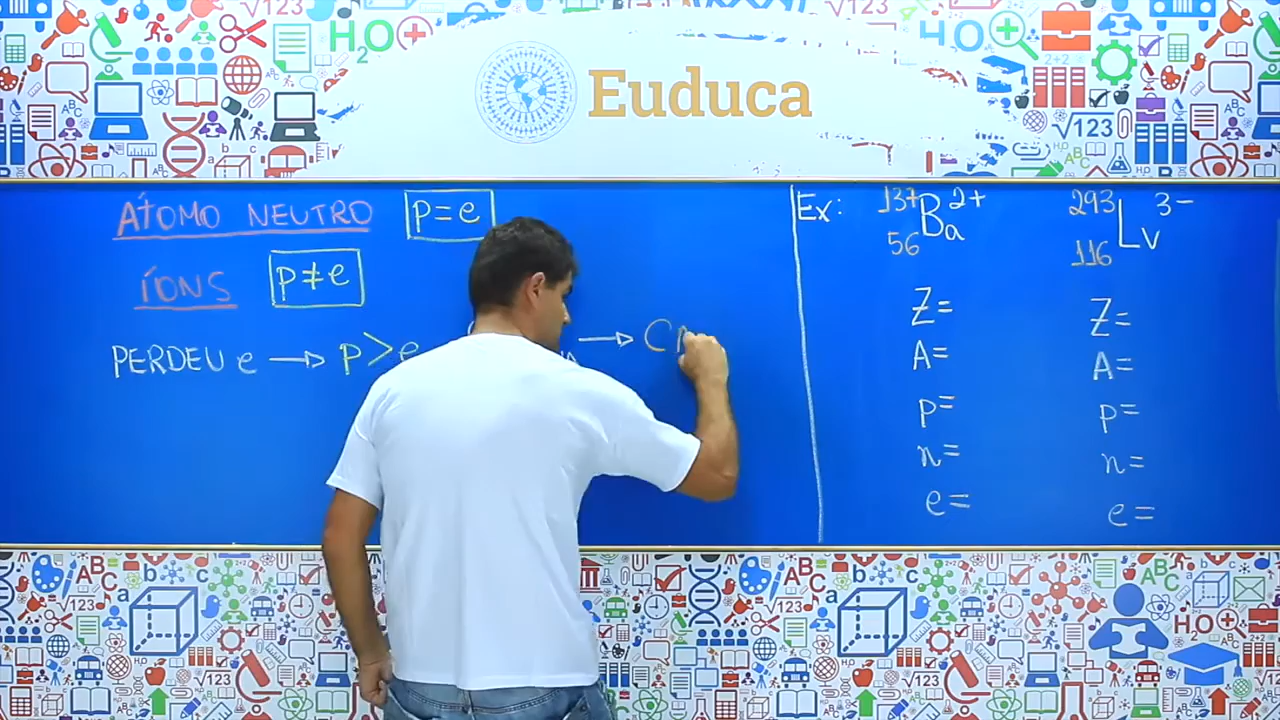 Euduca
ÁTOMO NEUTRO p=e
ÍONS p≠e
PERDEU e → p>e → C
Ex: 137 56 Ba 2+ 293 116 Lv 3−
Z= Z=
A= A=
p= p=
n= n=
e= e=